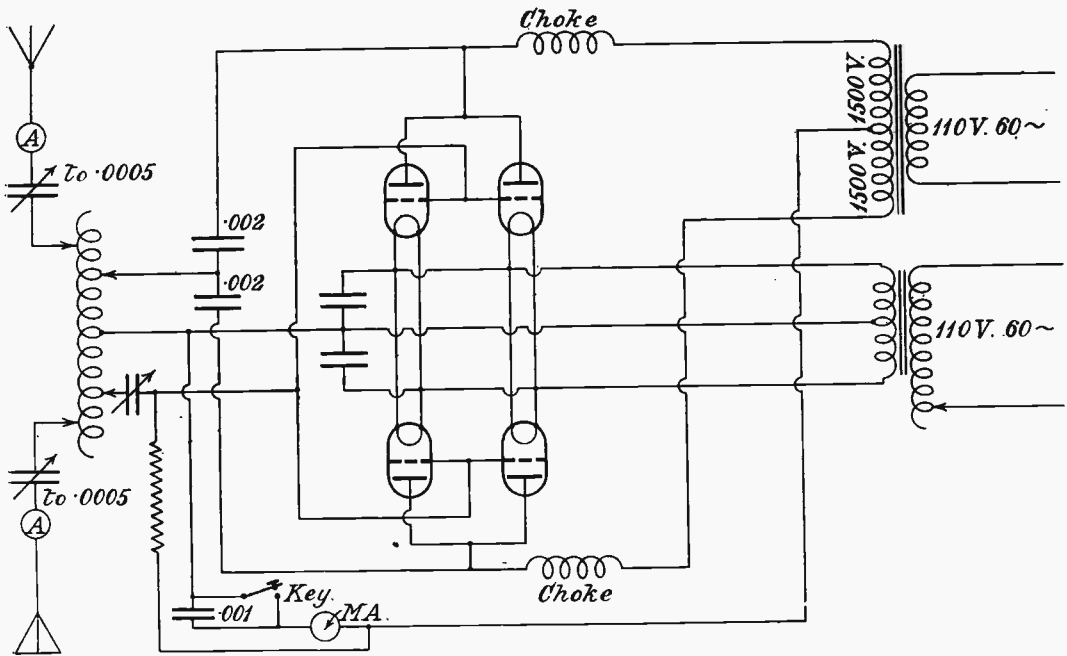 Choke
1500 V.
1500 V.
110 V. 60~
A
to .0005
.002
.002
110 V. 60~
to .0005
A
Choke
Key.
.001
MA.